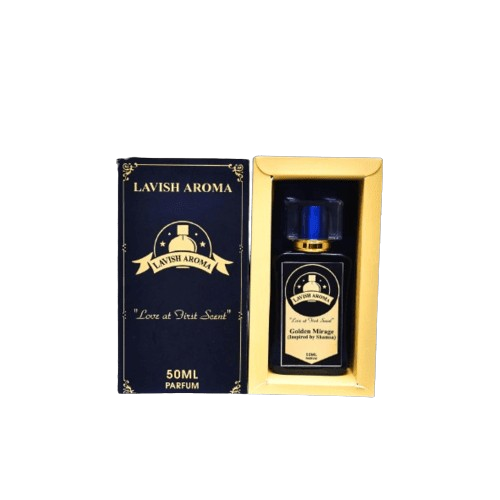 LAVISH AROMA
LAVISH AROMA
"Love at First Scent"
50ML
PARFUM
LAVISH AROMA
"Love at First Scent"
Golden Mirage
(Inspired by Shamsa)